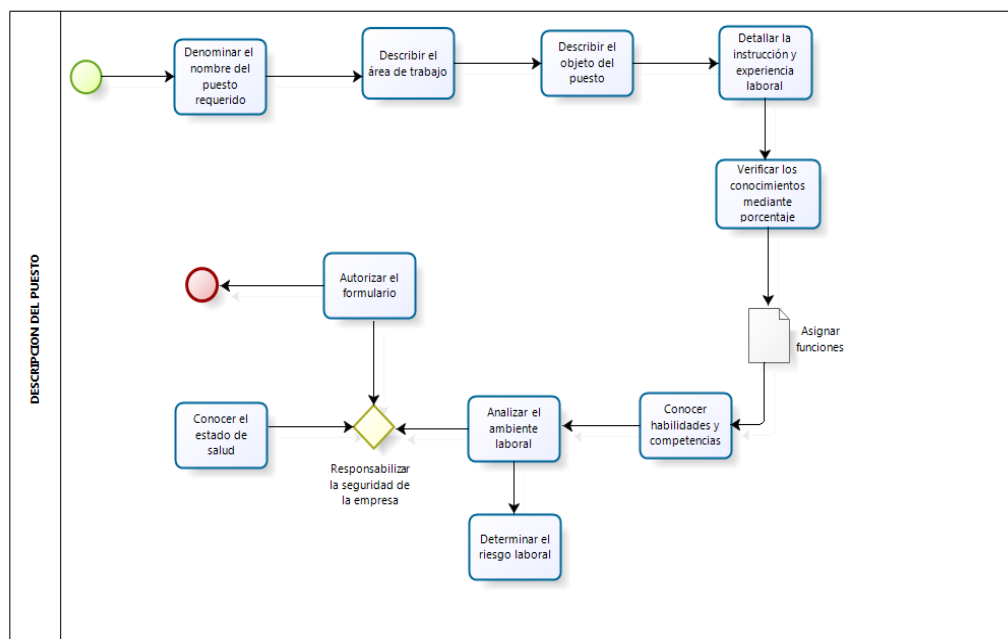 DESCRIPCION DEL PUESTO
Denominar el
nombre del
puesto
requerido
Describir el
área de trabajo
Describir el
objeto del
puesto
Detallar la
instrucción y
experiencia
laboral
Verificar los
conocimientos
mediante
porcentaje
Asignar
funciones
Conocer
habilidades y
competencias
Analizar el
ambiente
laboral
Determinar el
riesgo laboral
Responsabilizar
la seguridad de
la empresa
Conocer el
estado de
salud
Autorizar el
formulario